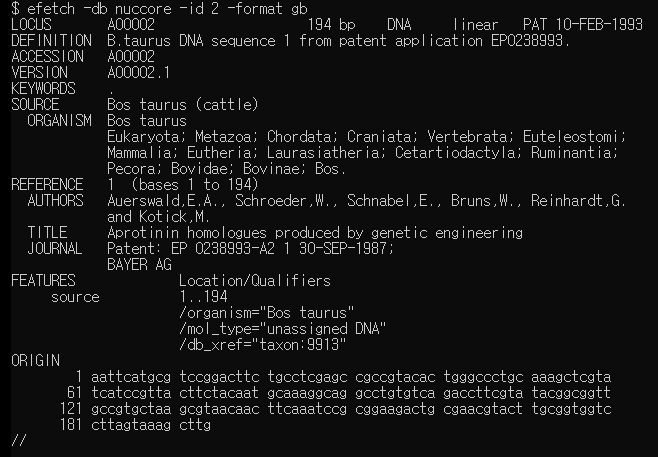 $ efetch -db nuccore -id 2 -format gb
LOCUS       A00002                   194 bp    DNA     linear   PAT 10-FEB-1993
DEFINITION  B.taurus DNA sequence 1 from patent application EP0238993.
ACCESSION   A00002
VERSION     A00002.1
KEYWORDS    .
SOURCE      Bos taurus (cattle)
  ORGANISM  Bos taurus
            Eukaryota; Metazoa; Chordata; Craniata; Vertebrata; Euteleostomi;
            Mammalia; Eutheria; Laurasiatheria; Cetartiodactyla; Ruminantia;
            Pecora; Bovidae; Bovinae; Bos.
REFERENCE   1  (bases 1 to 194)
  AUTHORS   Auerswald,E.A., Schroeder,W., Schnabel,E., Bruns,W., Reinhardt,G.
            and Kotick,M.
  TITLE     Aprotinin homologues produced by genetic engineering
  JOURNAL   Patent: EP 0238993-A2 1 30-SEP-1987;
            BAYER AG
FEATURES             Location/Qualifiers
     source          1..194
                     /organism="Bos taurus"
                     /mol_type="unassigned DNA"
                     /db_xref="taxon:9913"
ORIGIN
        1 aattcatgcg tccggacttc tgcctcgagc cgccgtacac tgggccctgc aaagctcgta
       61 tcatccgtta cttctacaat gcaaaggcag gcctgtgtca gaccttcgta tacggcggtt
      121 gccgtgctaa gcgtaacaac ttcaaatccg cggaagactg cgaacgtact tgcggtggtc
      181 cttagtaaag cttg
//